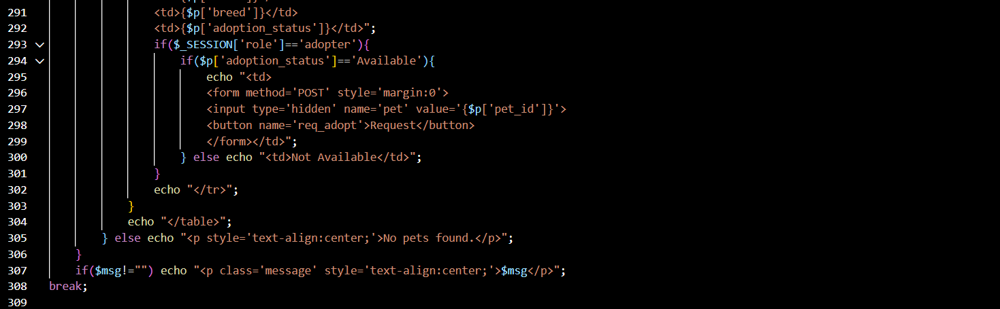 291 <td>{$p['breed']}</td>
292 <td>{$p['adoption_status']}</td>";
293 if($_SESSION['role']=='adopter'){
294 if($p['adoption_status']=='Available'){
295 echo "<td>
296 <form method='POST' style='margin:0'>
297 <input type='hidden' name='pet' value='{$p['pet_id']}'>
298 <button name='req_adopt'>Request</button>
299 </form></td>";
300 } else echo "<td>Not Available</td>";
301 }
302 echo "</tr>";
303 }
304 echo "</table>";
305 } else echo "<p style='text-align:center;'>No pets found.</p>";
306 }
307 if($msg!="") echo "<p class='message' style='text-align:center;'>$msg</p>";
308 break;
309